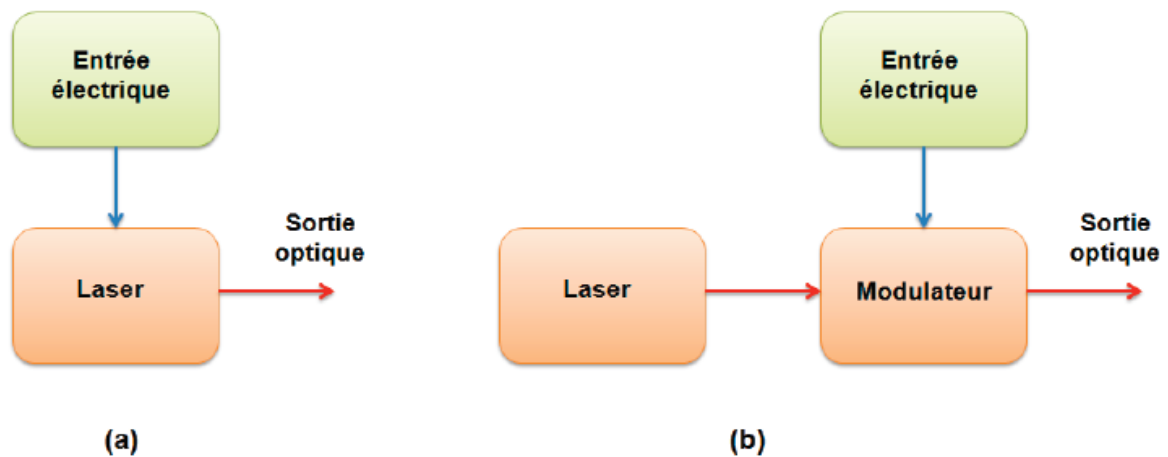 Entrée
électrique
Sortie
optique
Laser
(a)
Entrée
électrique
Sortie
optique
Laser
Modulateur
(b)